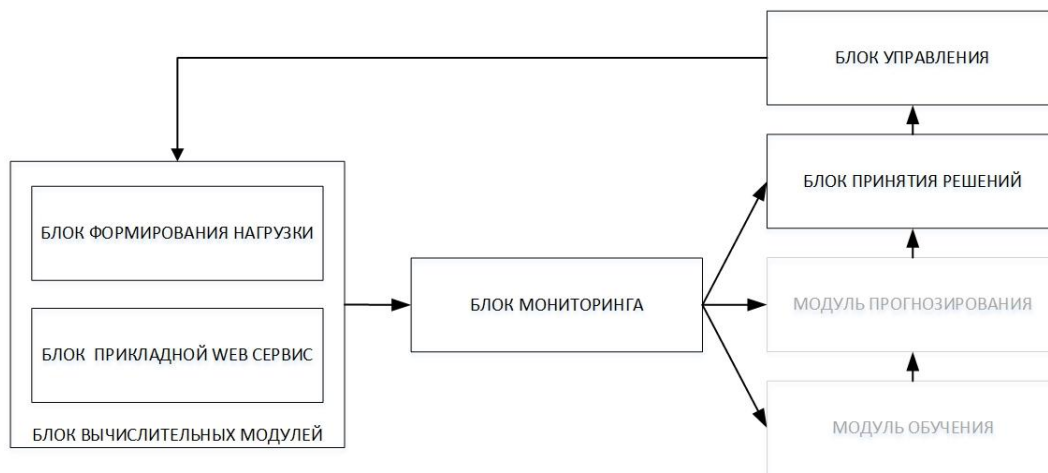 БЛОК УПРАВЛЕНИЯ
БЛОК ПРИНЯТИЯ РЕШЕНИЙ
БЛОК ФОРМИРОВАНИЯ НАГРУЗКИ
БЛОК МОНИТОРИНГА
МОДУЛЬ ПРОГНОЗИРОВАНИЯ
БЛОК ПРИКЛАДНОЙ WEB СЕРВИС
МОДУЛЬ ОБУЧЕНИЯ
БЛОК ВЫЧИСЛИТЕЛЬНЫХ МОДУЛЕЙ